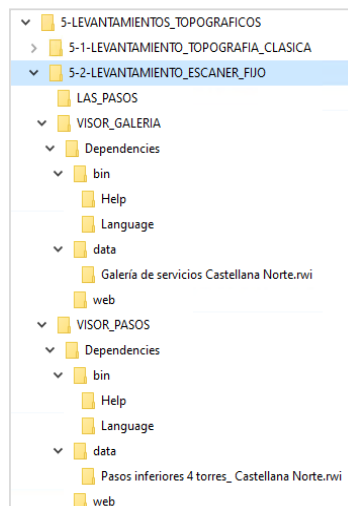 5-LEVANTAMIENTOS_TOPOGRAFICOS
5-1-LEVANTAMIENTO_TOPOGRAFIA_CLASICA
5-2-LEVANTAMIENTO_ESCANER_FIJO
LAS_PASOS
VISOR_GALERIA
Dependencies
bin
Help
Language
data
Galería de servicios Castellana Norte.rwi
web
VISOR_PASOS
Dependencies
bin
Help
Language
data
Pasos inferiores 4 torres_ Castellana Norte.rwi
web